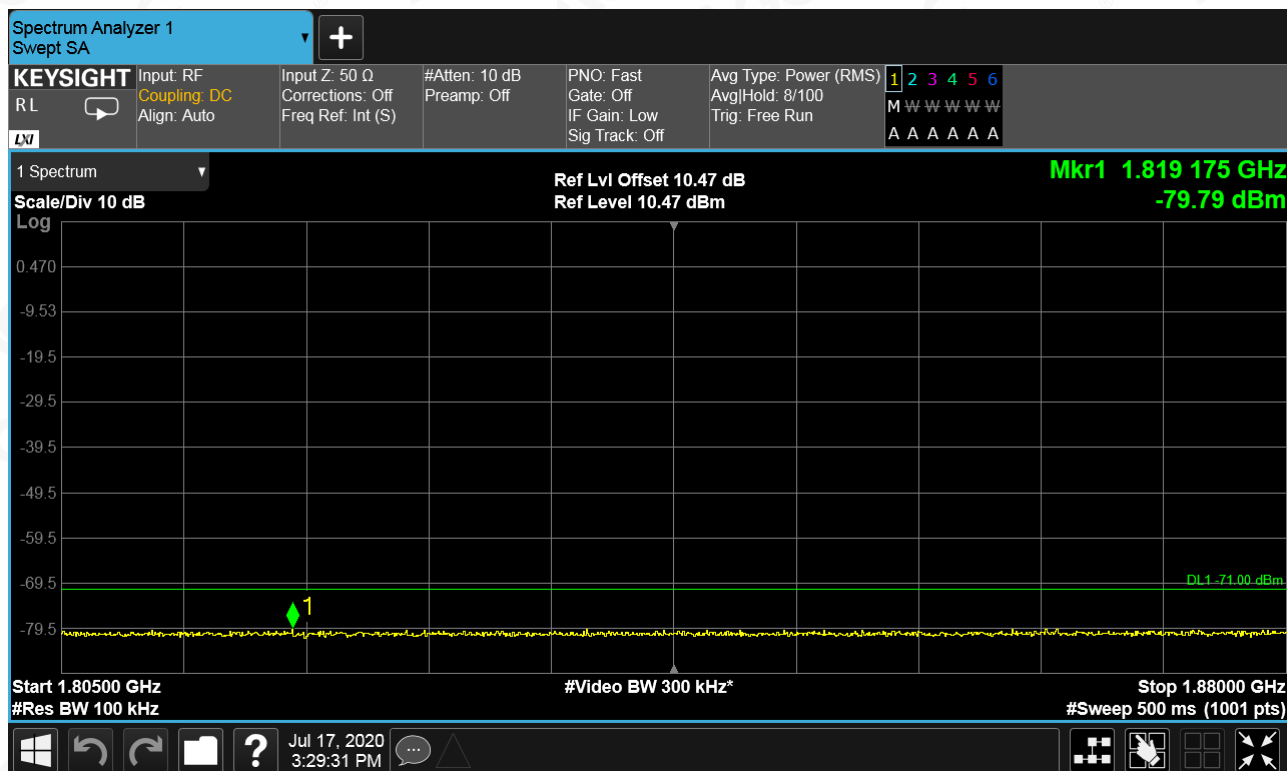 Spectrum Analyzer 1
Swept SA
KEYSIGHT
R L
LXI
Input: RF
Coupling: DC
Align: Auto
Input Z: 50 Ω
Corrections: Off
Freq Ref: Int (S)
#Atten: 10 dB
Preamp: Off
PNO: Fast
Gate: Off
IF Gain: Low
Sig Track: Off
Avg Type: Power (RMS)
Avg|Hold: 8/100
Trig: Free Run
1 2 3 4 5 6
M W W W W W
A A A A A A
1 Spectrum
Scale/Div 10 dB
Log
Ref Lvl Offset 10.47 dB
Ref Level 10.47 dBm
Mkr1 1.819 175 GHz
-79.79 dBm
0.470
-9.53
-19.5
-29.5
-39.5
-49.5
-59.5
-69.5
DL1 -71.00 dBm
1
-79.5
Start 1.80500 GHz
#Res BW 100 kHz
#Video BW 300 kHz*
Stop 1.88000 GHz
#Sweep 500 ms (1001 pts)
?
Jul 17, 2020
3:29:31 PM